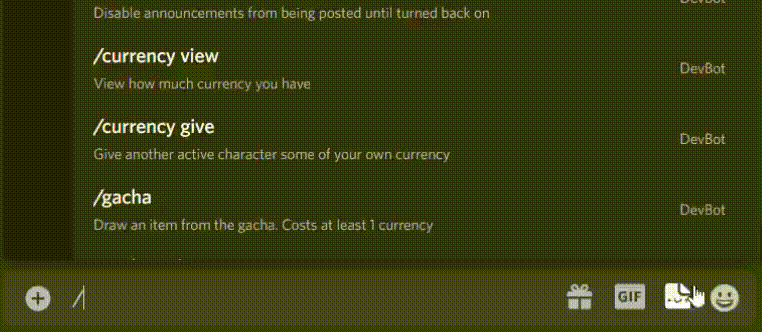 DevBot
Disable announcements from being posted until turned back on
/currency view
View how much currency you have
DevBot
/currency give
Give another active character some of your own currency
DevBot
/gacha
Draw an item from the gacha. Costs at least 1 currency
DevBot
/
GIF